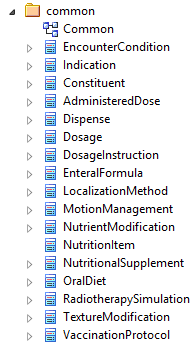 common
Common
EncounterCondition
Indication
Constituent
AdministeredDose
Dispense
Dosage
DosageInstruction
EnteralFormula
LocalizationMethod
MotionManagement
NutrientModification
NutritionItem
NutritionalSupplement
OralDiet
RadiotherapySimulation
TextureModification
VaccinationProtocol